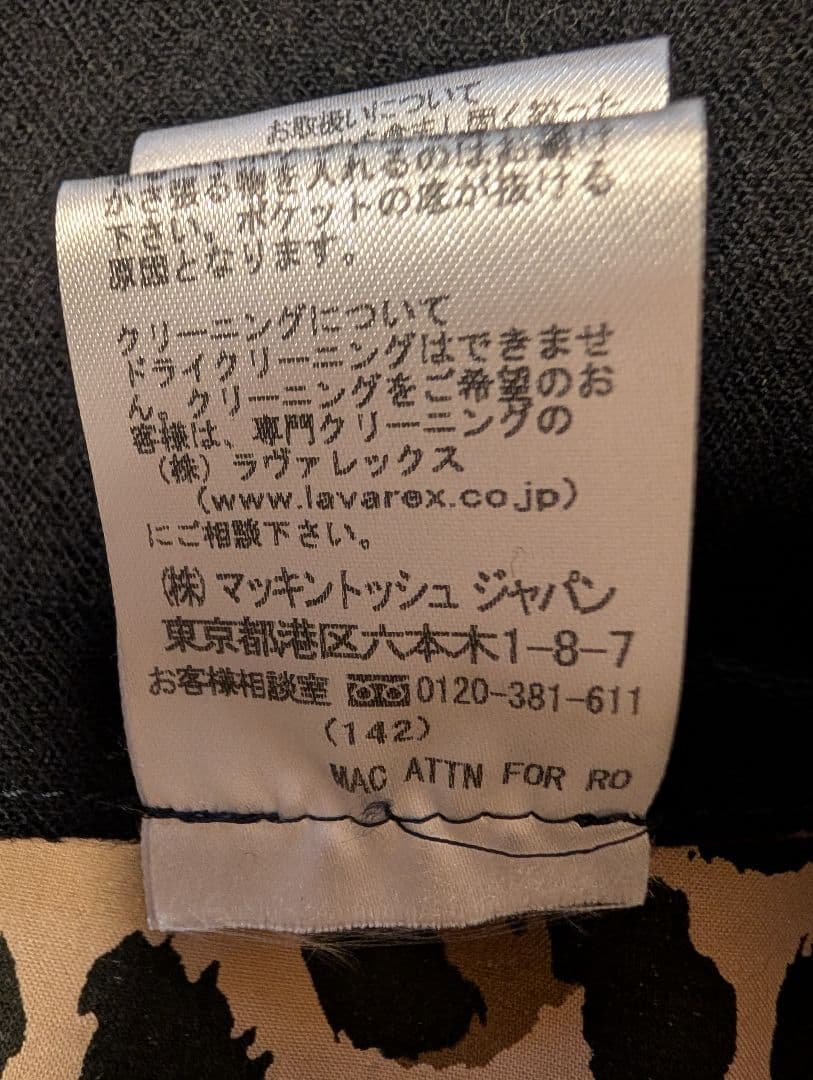 お取扱いについて
かさ張る物を入れるのはお避け
下さい。ポケットの底が抜ける
原因となります。
クリーニングについて
ドライクリーニングはできませ
ん。クリーニングをご希望のお
客様は、専門クリーニングの
(株) ラヴァレックス
(www.lavarex.co.jp)
にご相談下さい。
(株) マッキントッシュ ジャパン
東京都港区六本木1-8-7
お客様相談室 0120-381-611
(142)
MAC ATTN FOR RO